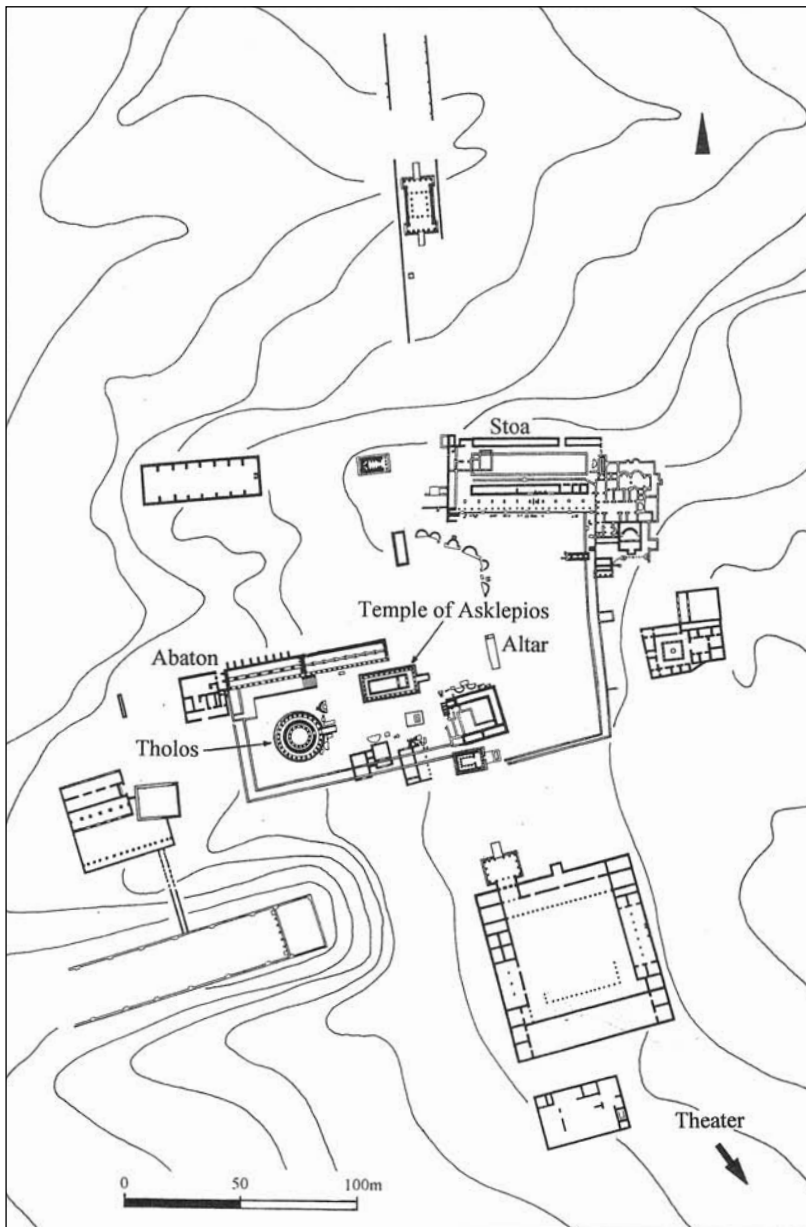 Stoa
Temple of Asklepios
Altar
Abaton
Tholos
Theater
0 50 100m